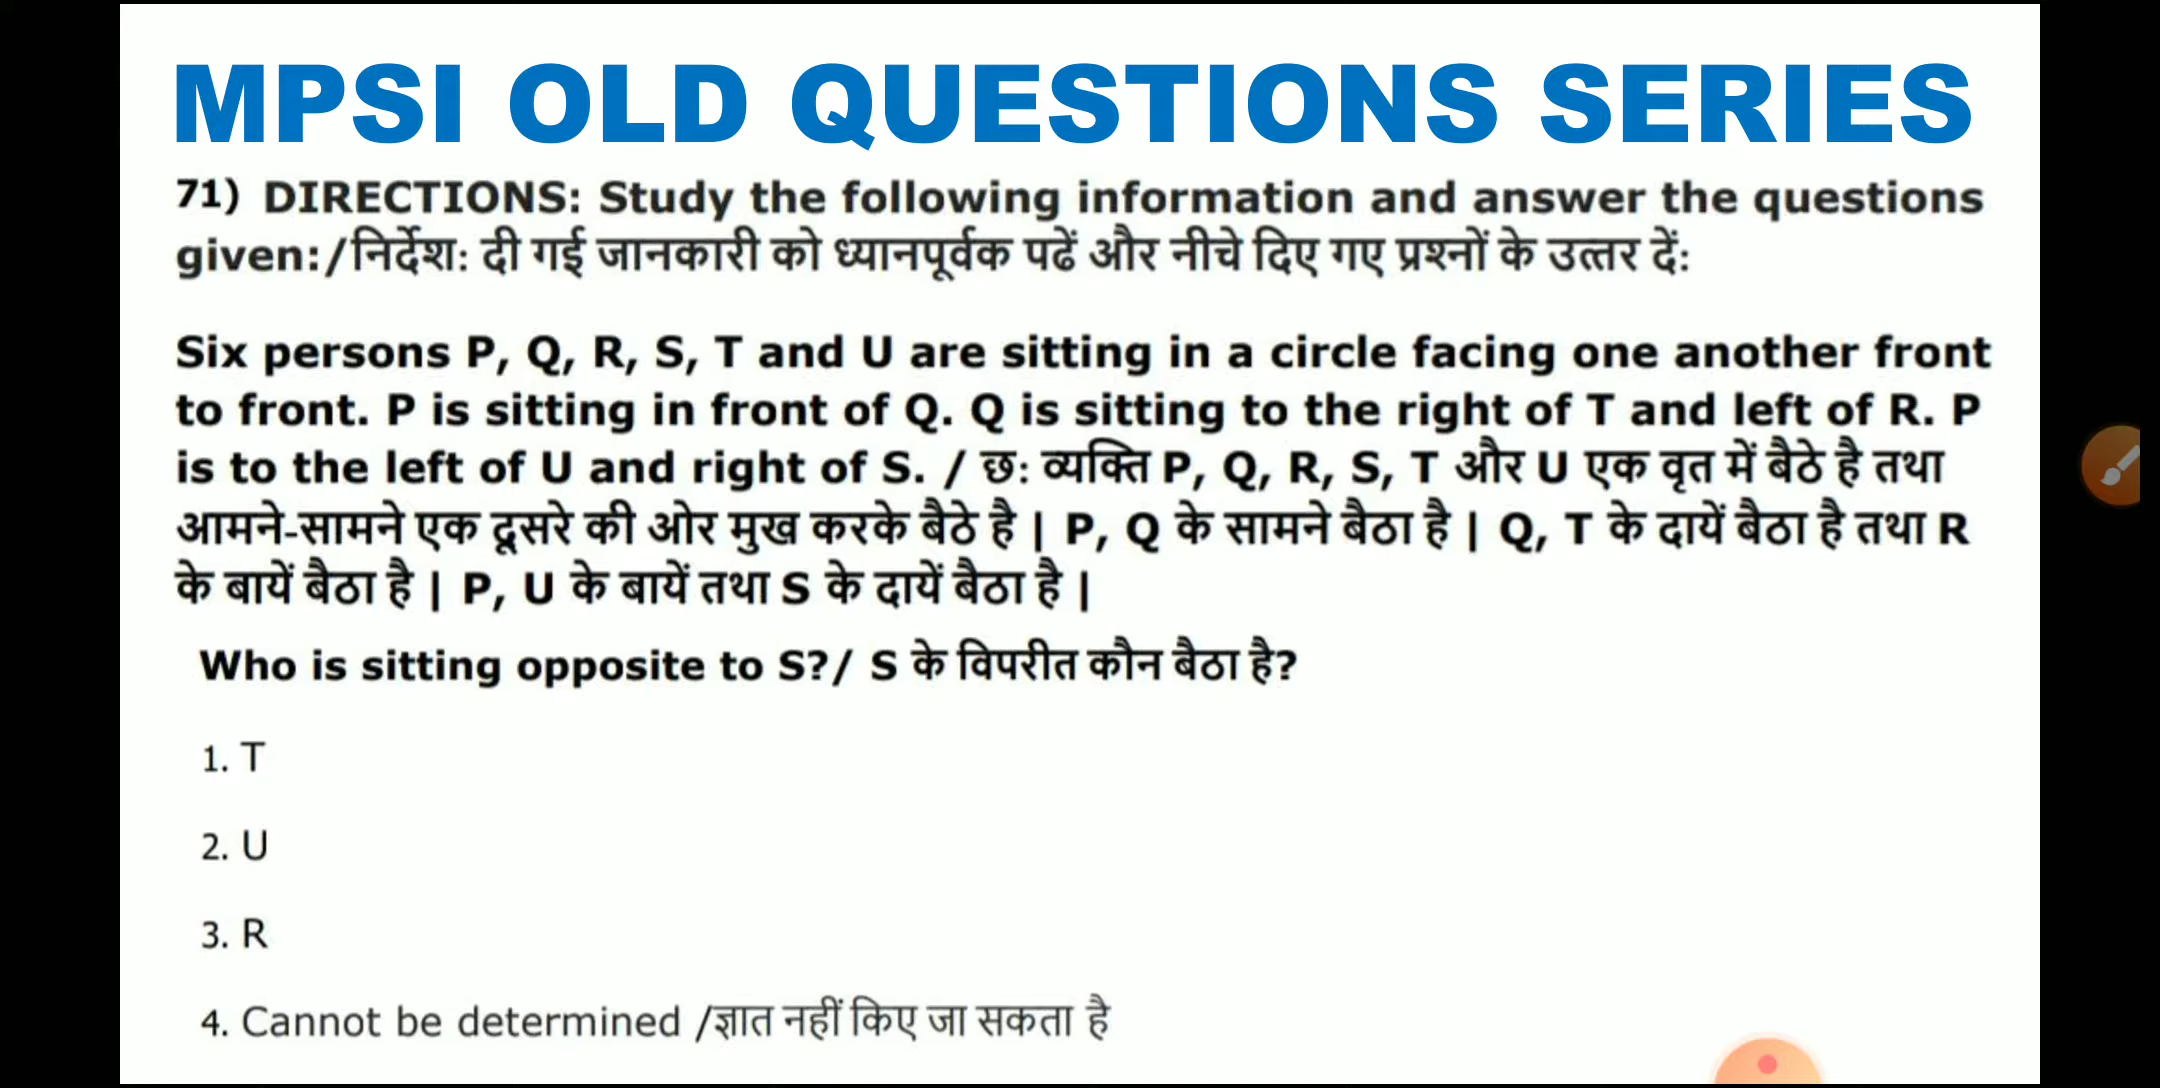 MPSI OLD QUESTIONS SERIES
71) DIRECTIONS: Study the following information and answer the questions
given:/निर्देश: दी गई जानकारी को ध्यानपूर्वक पढें और नीचे दिए गए प्रश्नों के उत्तर दें:
Six persons P, Q, R, S, T and U are sitting in a circle facing one another front
to front. P is sitting in front of Q. Q is sitting to the right of T and left of R. P
is to the left of U and right of S. / छ: व्यक्ति P, Q, R, S, T और U एक वृत में बैठे है तथा
आमने-सामने एक दूसरे की ओर मुख करके बैठे है | P, Q के सामने बैठा है | Q, T के दायें बैठा है तथा R
के बायें बैठा है | P, U के बायें तथा S के दायें बैठा है |
Who is sitting opposite to S?/ S के विपरीत कौन बैठा है?
1. T
2. U
3. R
4. Cannot be determined /ज्ञात नहीं किए जा सकता है